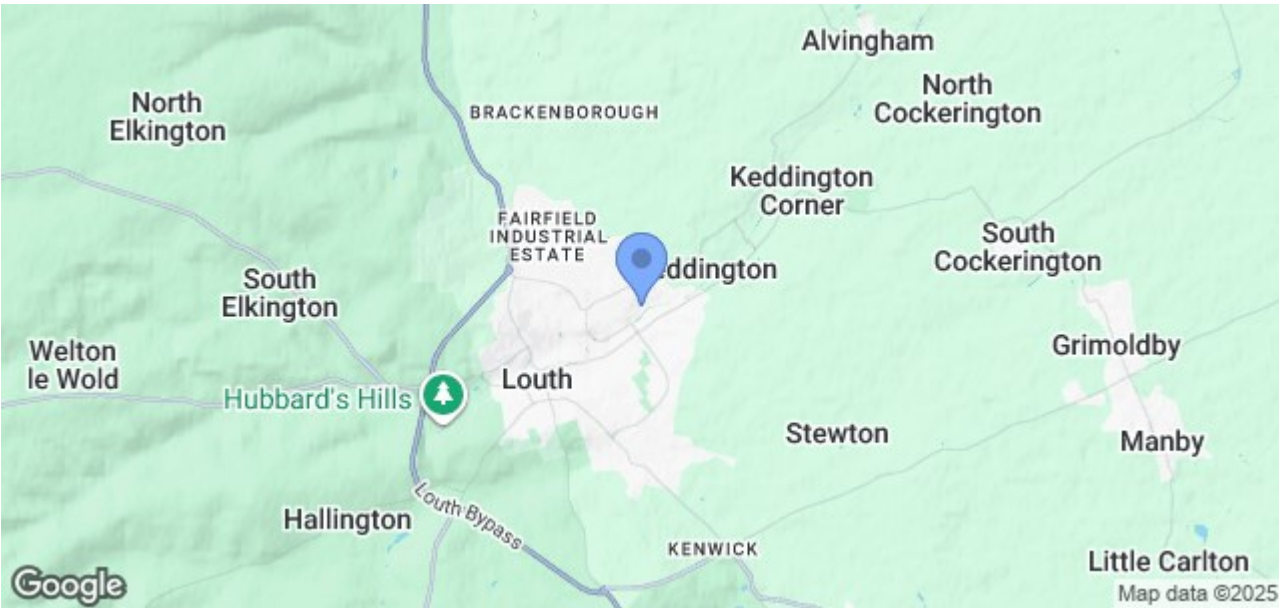 Alvingham
North
Elkington
BRACKENBOROUGH
North
Cockerington
Keddington
Corner
FAIRFIELD
INDUSTRIAL
ESTATE
South
Cockerington
eddington
South
Elkington
Welton
le Wold
Grimoldby
Louth
Hubbard's Hills
Stewton
Manby
Louth Bypass
Hallington
KENWICK
Little Carlton
Google
Map data ©2025